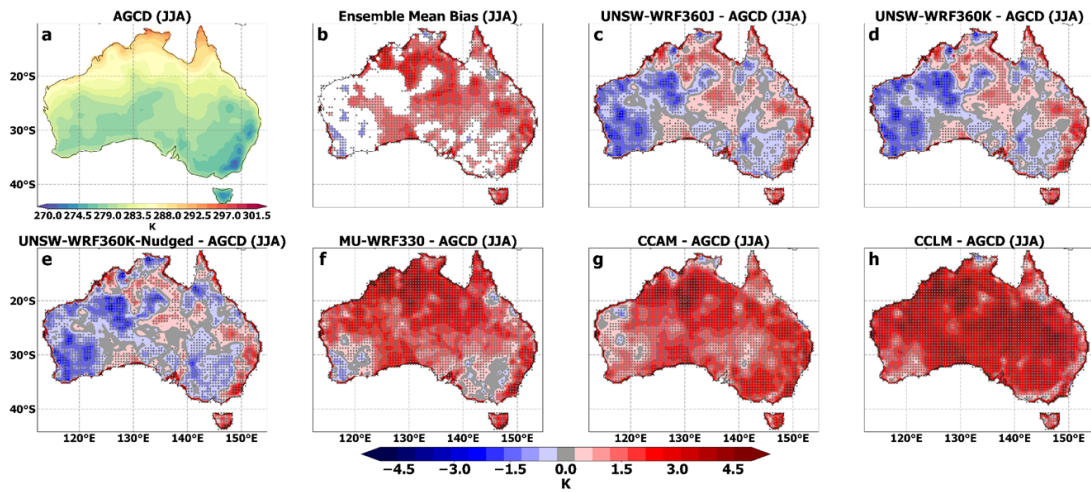 AGCD (JJA)
Ensemble Mean Bias (JJA)
UNSW-WRF360J - AGCD (JJA)
UNSW-WRF360K - AGCD (JJA)
a
b
c
d
20°S
30°S
40°S
270.0 274.5 279.0 283.5 288.0 292.5 297.0 301.5
K
UNSW-WRF360K-Nudged - AGCD (JJA)
MU-WRF330 - AGCD (JJA)
CCAM - AGCD (JJA)
CCLM - AGCD (JJA)
e
f
g
h
20°S
30°S
40°S
120°E 130°E 140°E 150°E
120°E 130°E 140°E 150°E
120°E 130°E 140°E 150°E
120°E 130°E 140°E 150°E
−4.5 −3.0 −1.5 0.0 1.5 3.0 4.5
K